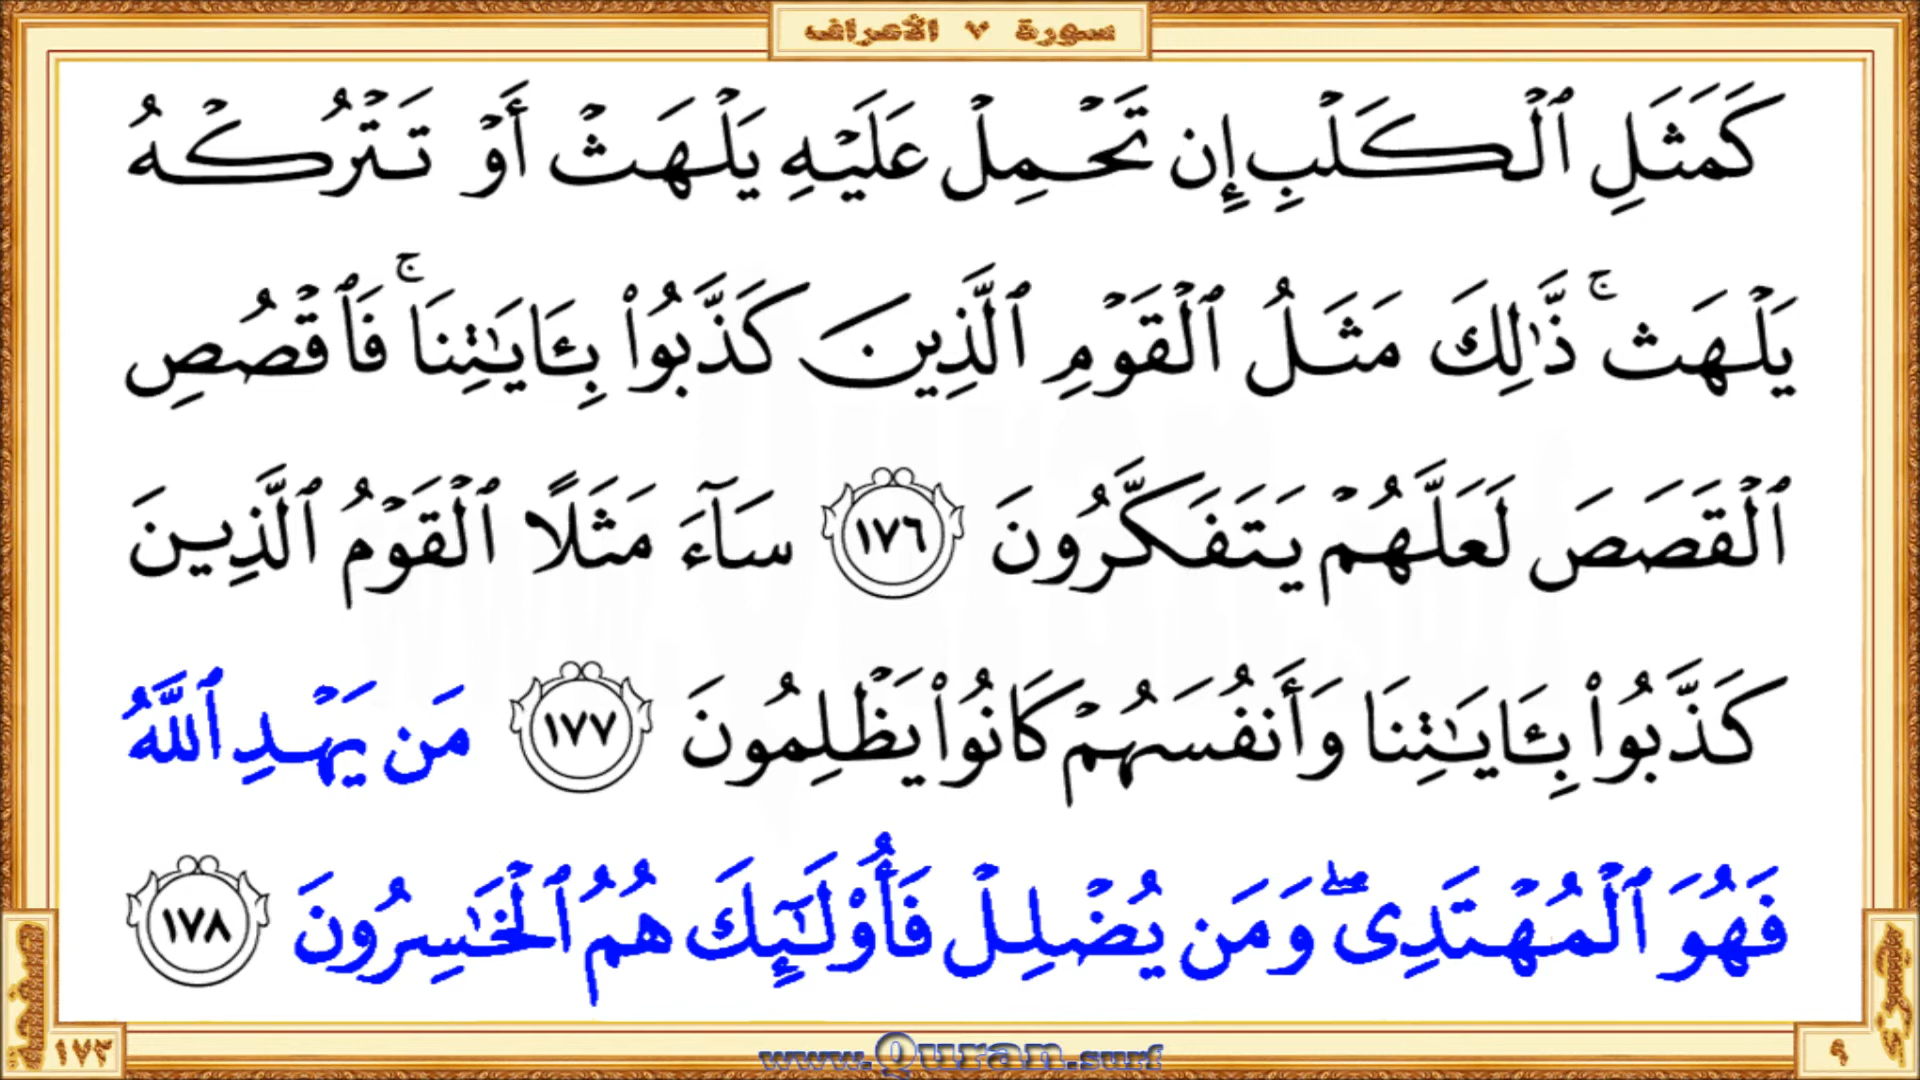 سورة ٧ الأعراف
كَمَثَلِ ٱلْكَلْبِ إِن تَحْمِلْ عَلَيْهِ يَلْهَثْ أَوْ تَتْرُكْهُ
يَلْهَث ۚ ذَّٰلِكَ مَثَلُ ٱلْقَوْمِ ٱلَّذِينَ كَذَّبُوا۟ بِـَٔايَـٰتِنَا ۚ فَٱقْصُصِ
ٱلْقَصَصَ لَعَلَّهُمْ يَتَفَكَّرُونَ ١٧٦ سَآءَ مَثَلًا ٱلْقَوْمُ ٱلَّذِينَ
كَذَّبُوا۟ بِـَٔايَـٰتِنَا وَأَنفُسَهُمْ كَانُوا۟ يَظْلِمُونَ ١٧٧ مَن يَهْدِ ٱللَّهُ
فَهُوَ ٱلْمُهْتَدِى ۖ وَمَن يُضْلِلْ فَأُو۟لَـٰٓئِكَ هُمُ ٱلْخَـٰسِرُونَ ١٧٨
صفحة
١٧٣
www.Quran.surf
٩